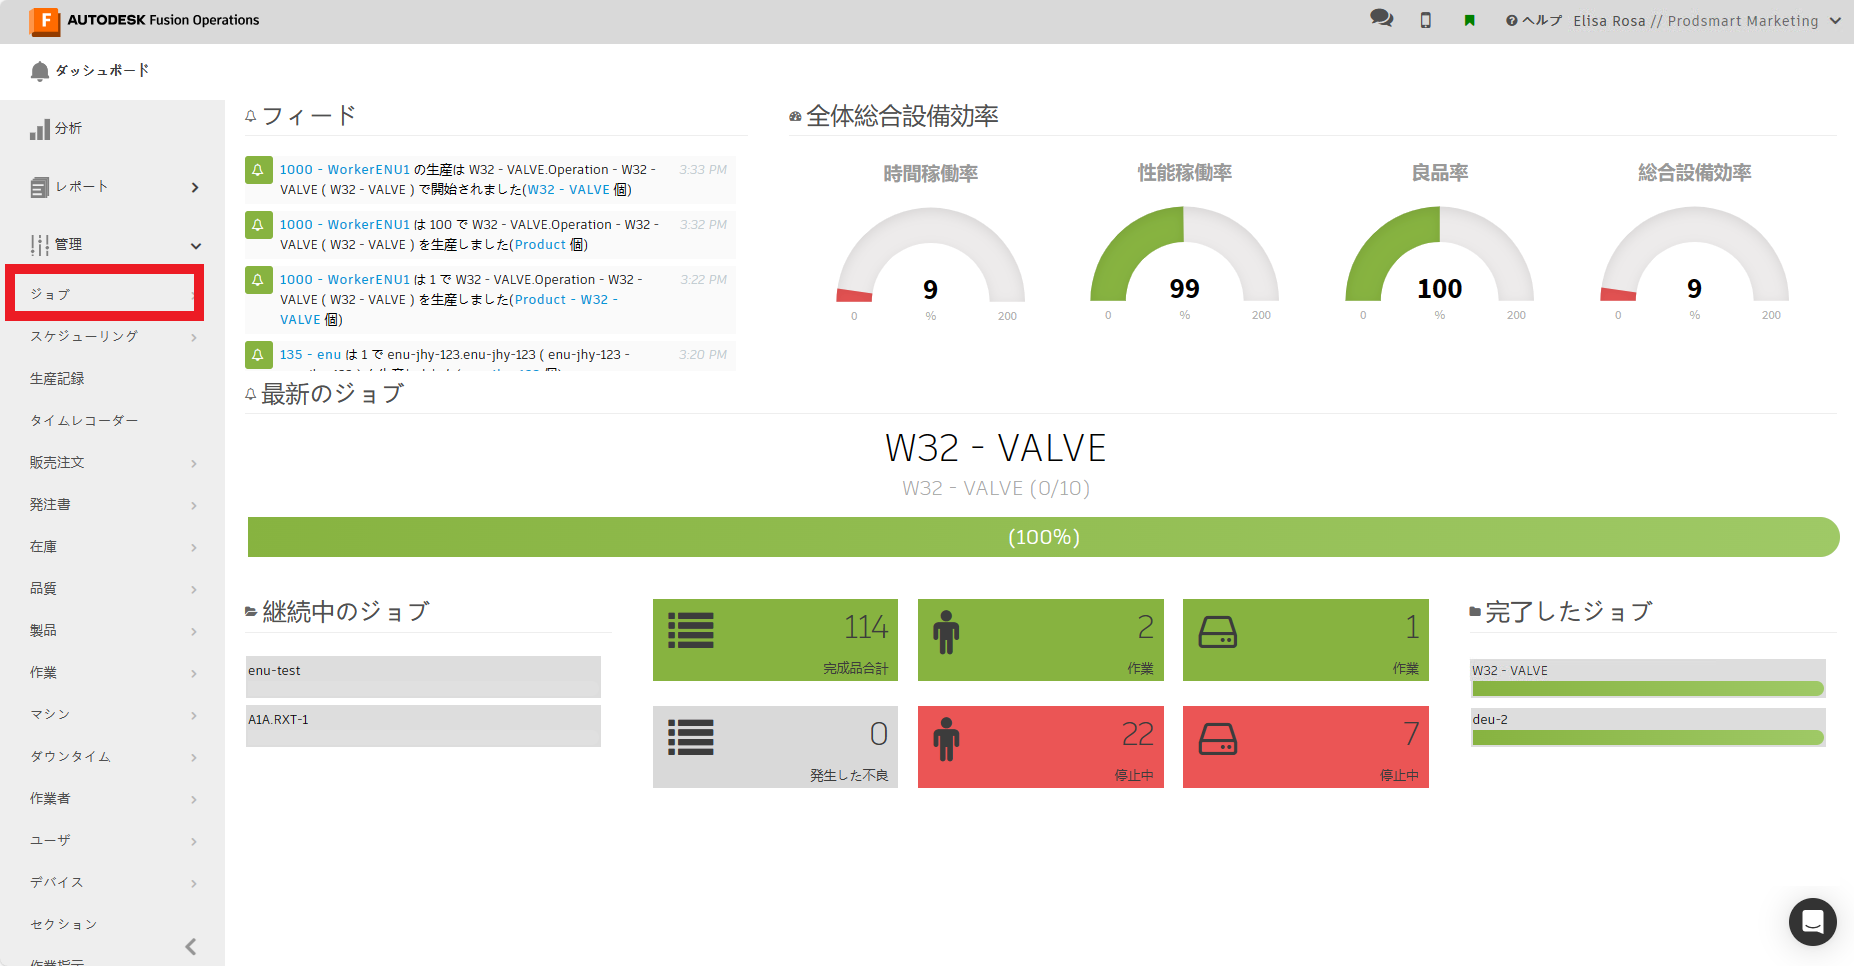 AUTODESK Fusion Operations
ヘルプ Elisa Rosa // Prodsmart Marketing
ダッシュボード
分析
レポート
管理
ジョブ
スケジューリング
生産記録
タイムレコーダー
販売注文
発注書
在庫
品質
製品
作業
マシン
ダウンタイム
作業者
ユーザ
デバイス
セクション
作業指示
フィード
1000 - WorkerENU1 の生産は W32 - VALVE.Operation - W32 - 3:33 PM
VALVE ( W32 - VALVE ) で開始されました(W32 - VALVE 個)
1000 - WorkerENU1 は 100 で W32 - VALVE.Operation - W32 - 3:32 PM
VALVE ( W32 - VALVE ) を生産しました(Product 個)
1000 - WorkerENU1 は 1 で W32 - VALVE.Operation - W32 - 3:22 PM
VALVE ( W32 - VALVE ) を生産しました(Product - W32 -
VALVE 個)
135 - enu は 1 で enu-jhy-123.enu-jhy-123 ( enu-jhy-123 - 3:20 PM
全体総合設備効率
時間稼働率
9
0 % 200
性能稼働率
99
0 % 200
良品率
100
0 % 200
総合設備効率
9
0 % 200
最新のジョブ
W32 - VALVE
W32 - VALVE (0/10)
(100%)
継続中のジョブ
enu-test
A1A.RXT-1
114
完成品合計
2
作業
1
作業
0
発生した不良
22
停止中
7
停止中
完了したジョブ
W32 - VALVE
deu-2